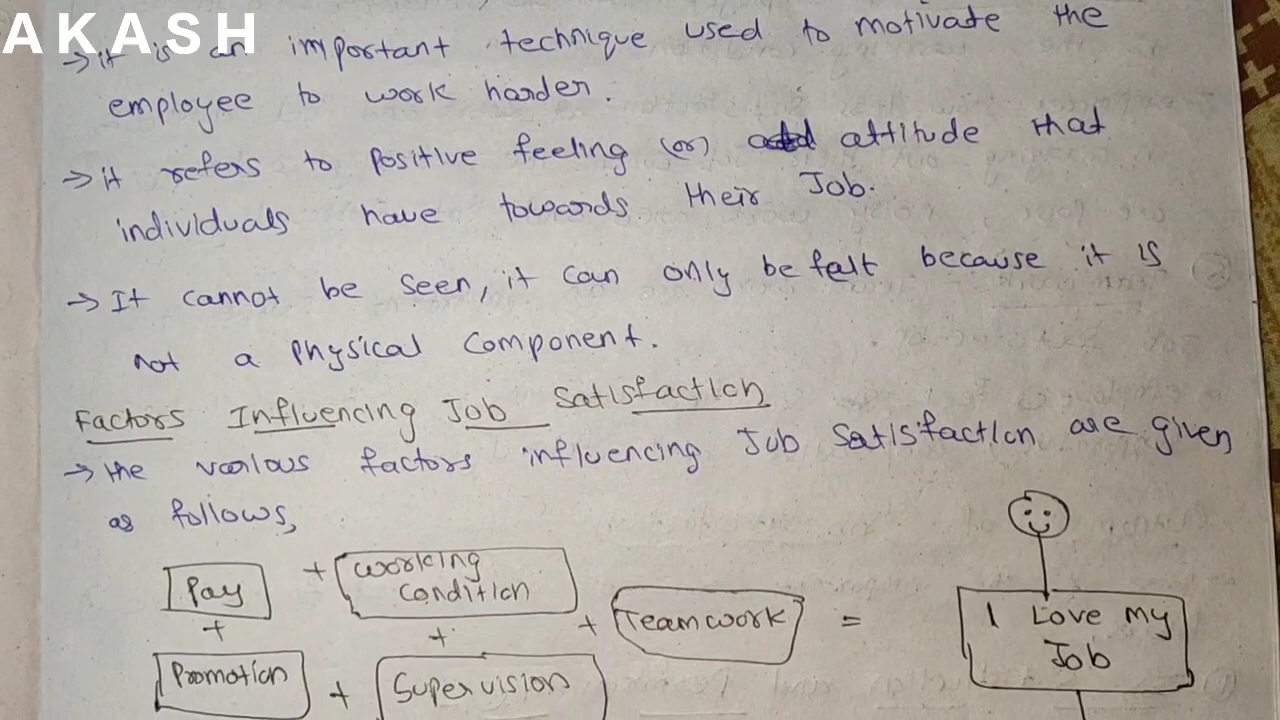 AKASH
→ it is an important technique used to motivate the
employee to work harder.
→ it refers to positive feeling (or) attitude that
individuals have towards their Job.
→ It cannot be seen, it can only be felt because it is
not a physical component.
Factors Influencing Job Satisfaction
→ the various factors influencing Job Satisfaction are given
as follows,
Pay + working
condition
+ + + Teamwork = I Love my
Job
Promotion + Supervision